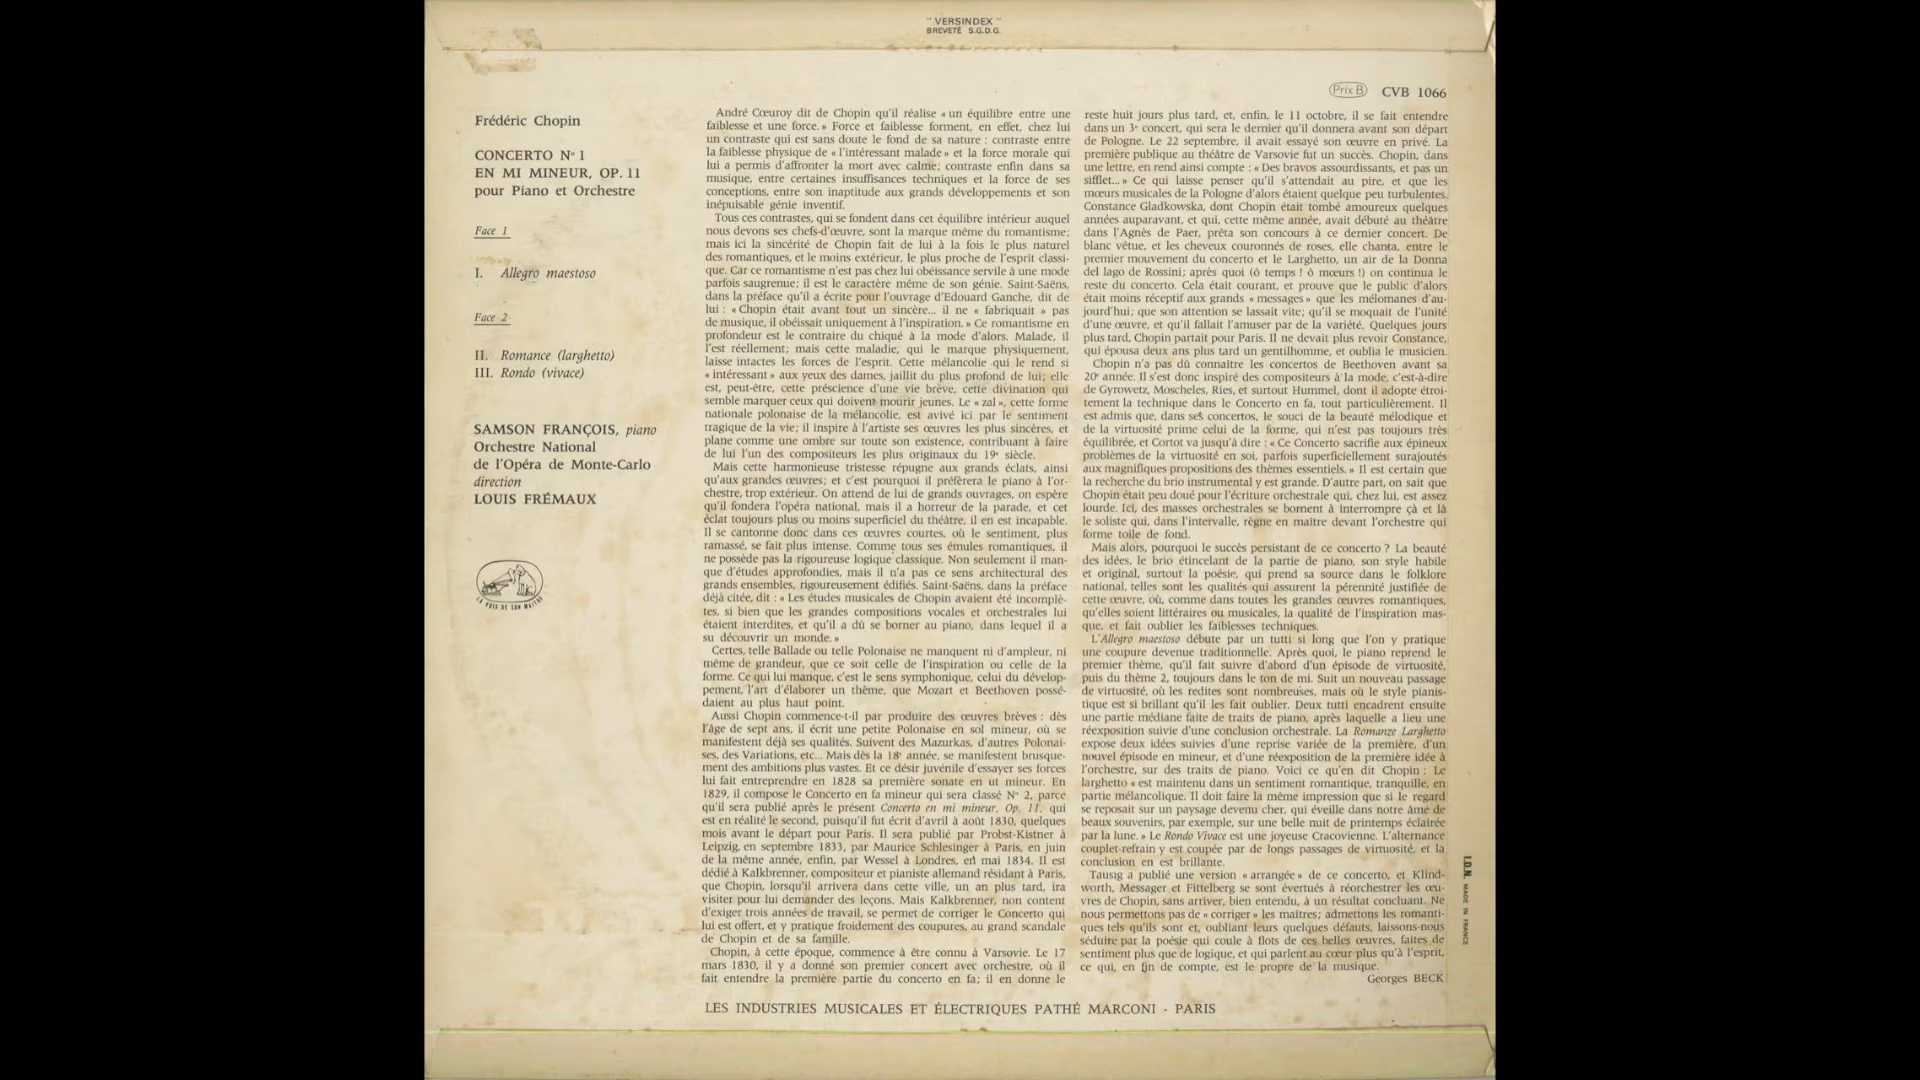 " VERSINDEX "
BREVETÉ S.G.D.G.
Prix B CVB 1066
Frédéric Chopin
CONCERTO Nº 1
EN MI MINEUR, OP. 11
pour Piano et Orchestre
Face 1
I. Allegro maestoso
Face 2
II. Romance (larghetto)
III. Rondo (vivace)
SAMSON FRANÇOIS, piano
Orchestre National
de l'Opéra de Monte-Carlo
direction
LOUIS FRÉMAUX
LA VOIX DE SON MAITRE
André Cœuroy dit de Chopin qu'il réalise « un équilibre entre une
faiblesse et une force. » Force et faiblesse forment, en effet, chez lui
un contraste qui est sans doute le fond de sa nature : contraste entre
la faiblesse physique de « l'intéressant malade » et la force morale qui
lui a permis d'affronter la mort avec calme; contraste enfin dans sa
musique, entre certaines insuffisances techniques et la force de ses
conceptions, entre son inaptitude aux grands développements et son
inépuisable génie inventif.
Tous ces contrastes, qui se fondent dans cet équilibre intérieur auquel
nous devons ses chefs-d'œuvre, sont la marque même du romantisme;
mais ici la sincérité de Chopin fait de lui à la fois le plus naturel
des romantiques, et le moins extérieur, le plus proche de l'esprit classi-
que. Car ce romantisme n'est pas chez lui obéissance servile à une mode
parfois saugrenue; il est le caractère même de son génie. Saint-Saëns,
dans la préface qu'il a écrite pour l'ouvrage d'Edouard Ganche, dit de
lui : « Chopin était avant tout un sincère... il ne « fabriquait » pas
de musique, il obéissait uniquement à l'inspiration. » Ce romantisme en
profondeur est le contraire du chiqué à la mode d'alors. Malade, il
l'est réellement; mais cette maladie, qui le marque physiquement,
laisse intactes les forces de l'esprit. Cette mélancolie qui le rend si
« intéressant » aux yeux des dames, jaillit du plus profond de lui; elle
est, peut-être, cette préscience d'une vie brève, cette divination qui
semble marquer ceux qui doivent mourir jeunes. Le « zal », cette forme
nationale polonaise de la mélancolie, est avivé ici par le sentiment
tragique de la vie; il inspire à l'artiste ses œuvres les plus sincères, et
plane comme une ombre sur toute son existence, contribuant à faire
de lui l'un des compositeurs les plus originaux du 19e siècle.
Mais cette harmonieuse tristesse répugne aux grands éclats, ainsi
qu'aux grandes œuvres; et c'est pourquoi il préfèrera le piano à l'or-
chestre, trop extérieur. On attend de lui de grands ouvrages, on espère
qu'il fondera l'opéra national, mais il a horreur de la parade, et cet
éclat toujours plus ou moins superficiel du théâtre, il en est incapable.
Il se cantonne donc dans ces œuvres courtes, où le sentiment, plus
ramassé, se fait plus intense. Comme tous ses émules romantiques, il
ne possède pas la rigoureuse logique classique. Non seulement il man-
que d'études approfondies, mais il n'a pas ce sens architectural des
grands ensembles, rigoureusement édifiés. Saint-Saëns, dans la préface
déjà citée, dit : « Les études musicales de Chopin avaient été incomplè-
tes, si bien que les grandes compositions vocales et orchestrales lui
étaient interdites, et qu'il a dû se borner au piano, dans lequel il a
su découvrir un monde. »
Certes, telle Ballade ou telle Polonaise ne manquent ni d'ampleur, ni
même de grandeur, que ce soit celle de l'inspiration ou celle de la
forme. Ce qui lui manque, c'est le sens symphonique, celui du dévelop-
pement, l'art d'élaborer un thème, que Mozart et Beethoven possé-
daient au plus haut point.
Aussi Chopin commence-t-il par produire des œuvres brèves : dès
l'âge de sept ans, il écrit une petite Polonaise en sol mineur, où se
manifestent déjà ses qualités. Suivent des Mazurkas, d'autres Polonai-
ses, des Variations, etc... Mais dès la 18e année, se manifestent brusque-
ment des ambitions plus vastes. Et ce désir juvénile d'essayer ses forces
lui fait entreprendre en 1828 sa première sonate en ut mineur. En
1829, il compose le Concerto en fa mineur qui sera classé Nº 2, parce
qu'il sera publié après le présent Concerto en mi mineur, Op. 11, qui
est en réalité le second, puisqu'il fut écrit d'avril à août 1830, quelques
mois avant le départ pour Paris. Il sera publié par Probst-Kistner à
Leipzig, en septembre 1833, par Maurice Schlesinger à Paris, en juin
de la même année, enfin, par Wessel à Londres, en mai 1834. Il est
dédié à Kalkbrenner, compositeur et pianiste allemand résidant à Paris,
que Chopin, lorsqu'il arrivera dans cette ville, un an plus tard, ira
visiter pour lui demander des leçons. Mais Kalkbrenner, non content
d'exiger trois années de travail, se permet de corriger le Concerto qui
lui est offert, et y pratique froidement des coupures, au grand scandale
de Chopin et de sa famille.
Chopin, à cette époque, commence à être connu à Varsovie. Le 17
mars 1830, il y a donné son premier concert avec orchestre, où il
fait entendre la première partie du concerto en fa; il en donne le
reste huit jours plus tard, et, enfin, le 11 octobre, il se fait entendre
dans un 3e concert, qui sera le dernier qu'il donnera avant son départ
de Pologne. Le 22 septembre, il avait essayé son œuvre en privé. La
première publique au théâtre de Varsovie fut un succès. Chopin, dans
une lettre, en rend ainsi compte : « Des bravos assourdissants, et pas un
sifflet... » Ce qui laisse penser qu'il s'attendait au pire, et que les
mœurs musicales de la Pologne d'alors étaient quelque peu turbulentes.
Constance Gladkowska, dont Chopin était tombé amoureux quelques
années auparavant, et qui, cette même année, avait débuté au théâtre
dans l'Agnès de Paer, prêta son concours à ce dernier concert. De
blanc vêtue, et les cheveux couronnés de roses, elle chanta, entre le
premier mouvement du concerto et le Larghetto, un air de la Donna
del lago de Rossini; après quoi (ô temps ! ô mœurs !) on continua le
reste du concerto. Cela était courant, et prouve que le public d'alors
était moins réceptif aux grands « messages » que les mélomanes d'au-
jourd'hui; que son attention se lassait vite; qu'il se moquait de l'unité
d'une œuvre, et qu'il fallait l'amuser par de la variété. Quelques jours
plus tard, Chopin partait pour Paris. Il ne devait plus revoir Constance,
qui épousa deux ans plus tard un gentilhomme, et oublia le musicien.
Chopin n'a pas dû connaître les concertos de Beethoven avant sa
20e année. Il s'est donc inspiré des compositeurs à la mode, c'est-à-dire
de Gyrowetz, Moscheles, Ries, et surtout Hummel, dont il adopte étroi-
tement la technique dans le Concerto en fa, tout particulièrement. Il
est admis que, dans ses concertos, le souci de la beauté mélodique et
de la virtuosité prime celui de la forme, qui n'est pas toujours très
équilibrée, et Cortot va jusqu'à dire : « Ce Concerto sacrifie aux épineux
problèmes de la virtuosité en soi, parfois superficiellement surajoutés
aux magnifiques propositions des thèmes essentiels. » Il est certain que
la recherche du brio instrumental y est grande. D'autre part, on sait que
Chopin était peu doué pour l'écriture orchestrale qui, chez lui, est assez
lourde. Ici, des masses orchestrales se bornent à interrompre çà et là
le soliste qui, dans l'intervalle, règne en maître devant l'orchestre qui
forme toile de fond.
Mais alors, pourquoi le succès persistant de ce concerto ? La beauté
des idées, le brio étincelant de la partie de piano, son style habile
et original, surtout la poésie, qui prend sa source dans le folklore
national, telles sont les qualités qui assurent la pérennité justifiée de
cette œuvre, où, comme dans toutes les grandes œuvres romantiques,
qu'elles soient littéraires ou musicales, la qualité de l'inspiration mas-
que, et fait oublier les faiblesses techniques.
L'Allegro maestoso débute par un tutti si long que l'on y pratique
une coupure devenue traditionnelle. Après quoi, le piano reprend le
premier thème, qu'il fait suivre d'abord d'un épisode de virtuosité,
puis du thème 2, toujours dans le ton de mi. Suit un nouveau passage
de virtuosité, où les redites sont nombreuses, mais où le style pianis-
tique est si brillant qu'il les fait oublier. Deux tutti encadrent ensuite
une partie médiane faite de traits de piano, après laquelle a lieu une
réexposition suivie d'une conclusion orchestrale. La Romanze Larghetto
expose deux idées suivies d'une reprise variée de la première, d'un
nouvel épisode en mineur, et d'une réexposition de la première idée à
l'orchestre, sur des traits de piano. Voici ce qu'en dit Chopin : Le
larghetto « est maintenu dans un sentiment romantique, tranquille, en
partie mélancolique. Il doit faire la même impression que si le regard
se reposait sur un paysage devenu cher, qui éveille dans notre âme de
beaux souvenirs, par exemple, sur une belle nuit de printemps éclairée
par la lune. » Le Rondo Vivace est une joyeuse Cracovienne. L'alternance
couplet-refrain y est coupée par de longs passages de virtuosité, et la
conclusion en est brillante.
Tausig a publié une version « arrangée » de ce concerto, et Klind-
worth, Messager et Fittelberg se sont évertués à réorchestrer les œu-
vres de Chopin, sans arriver, bien entendu, à un résultat concluant. Ne
nous permettons pas de « corriger » les maîtres; admettons les romanti-
ques tels qu'ils sont et, oubliant leurs quelques défauts, laissons-nous
séduire par la poésie qui coule à flots de ces belles œuvres, faites de
sentiment plus que de logique, et qui parlent au cœur plus qu'à l'esprit,
ce qui, en fin de compte, est le propre de la musique.
Georges BECK
I.D.N. MADE IN FRANCE
LES INDUSTRIES MUSICALES ET ÉLECTRIQUES PATHÉ MARCONI - PARIS